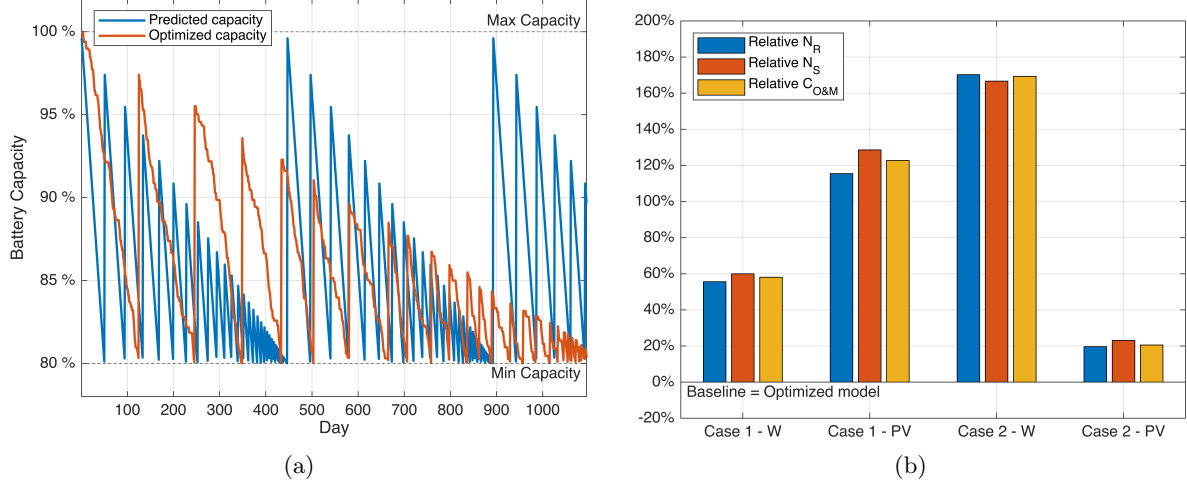 Predicted capacity
Optimized capacity
Max Capacity
100 %
95 %
90 %
85 %
80 %
Battery Capacity
Min Capacity
100 200 300 400 500 600 700 800 900 1000
Day
(a)
Relative N_R
Relative N_S
Relative C_O&M
200%
180%
160%
140%
120%
100%
80%
60%
40%
20%
0%
-20%
Baseline = Optimized model
Case 1 - W Case 1 - PV Case 2 - W Case 2 - PV
(b)